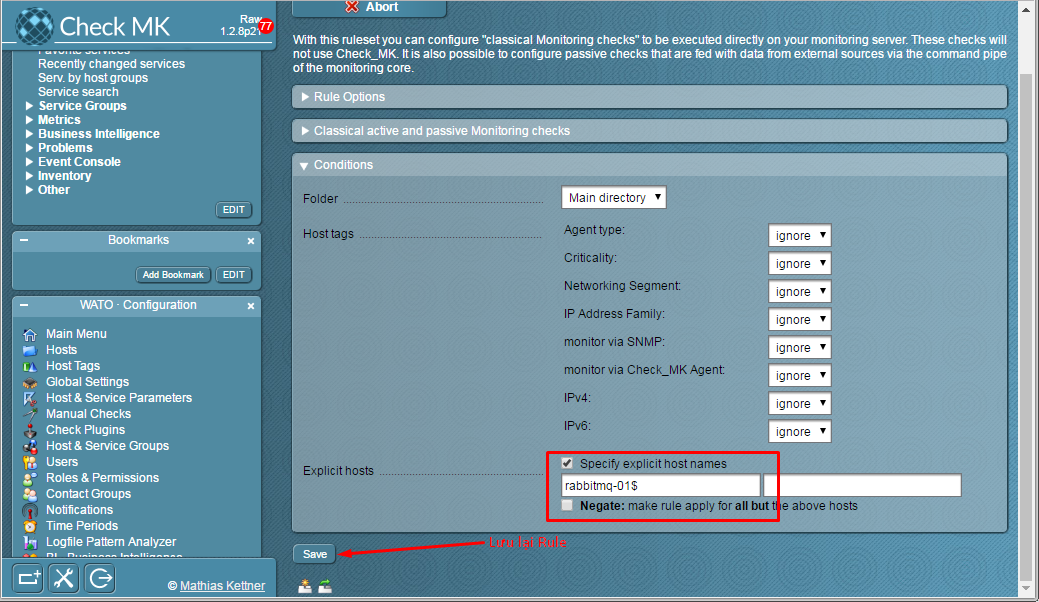 Abort
Check MK
Raw
1.2.8p21
77
With this ruleset you can configure "classical Monitoring checks" to be executed directly on your monitoring server. These checks will
not use Check_MK. It is also possible to configure passive checks that are fed with data from external sources via the command pipe
of the monitoring core.
Favorite services
Recently changed services
Serv. by host groups
Service search
Service Groups
Metrics
Business Intelligence
Problems
Event Console
Inventory
Other
EDIT
Bookmarks
Add Bookmark
EDIT
WATO · Configuration
Main Menu
Hosts
Host Tags
Global Settings
Host & Service Parameters
Manual Checks
Check Plugins
Host & Service Groups
Users
Roles & Permissions
Contact Groups
Notifications
Time Periods
Logfile Pattern Analyzer
BI - Business Intelligence
© Mathias Kettner
Rule Options
Classical active and passive Monitoring checks
Conditions
Folder
Main directory
Host tags
Agent type: ignore
Criticality: ignore
Networking Segment: ignore
IP Address Family: ignore
monitor via SNMP: ignore
monitor via Check_MK Agent: ignore
IPv4: ignore
IPv6: ignore
Explicit hosts
Specify explicit host names
rabbitmq-01$
Negate: make rule apply for all but the above hosts
Save
Lưu lại Rule